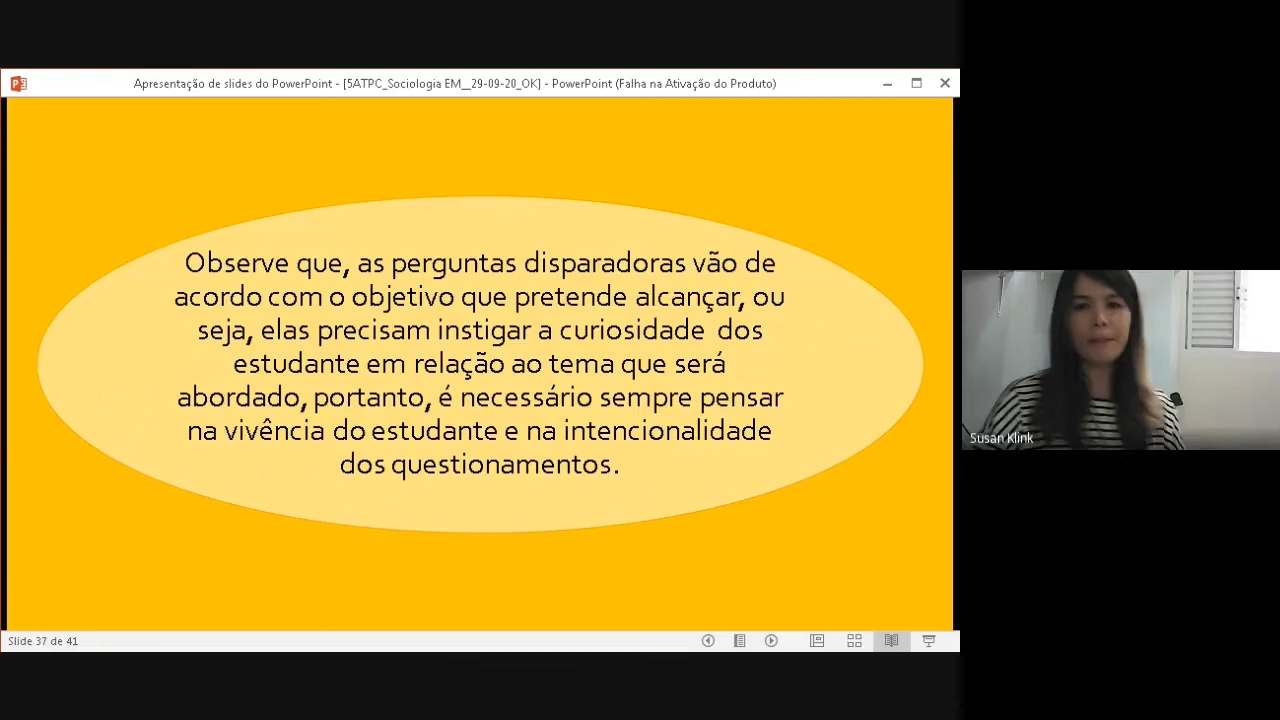 Apresentação de slides do PowerPoint - [5ATPC_Sociologia EM__29-09-20_OK] - PowerPoint (Falha na Ativação do Produto)
Observe que, as perguntas disparadoras vão de
acordo com o objetivo que pretende alcançar, ou
seja, elas precisam instigar a curiosidade  dos
estudante em relação ao tema que será
abordado, portanto, é necessário sempre pensar
na vivência do estudante e na intencionalidade
dos questionamentos.
Susan Klink
Slide 37 de 41